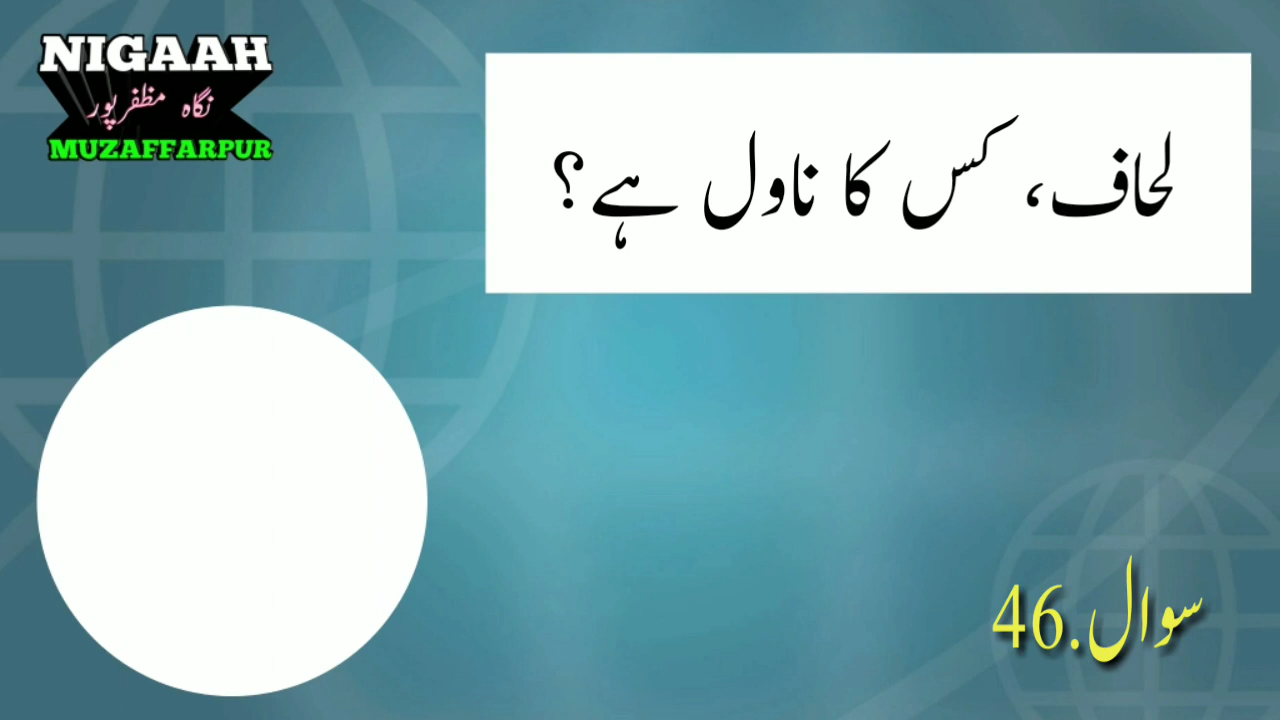 NIGAAH
نگاہ مظفرپور
MUZAFFARPUR
لحاف، کس کا ناول ہے؟
سوال.46